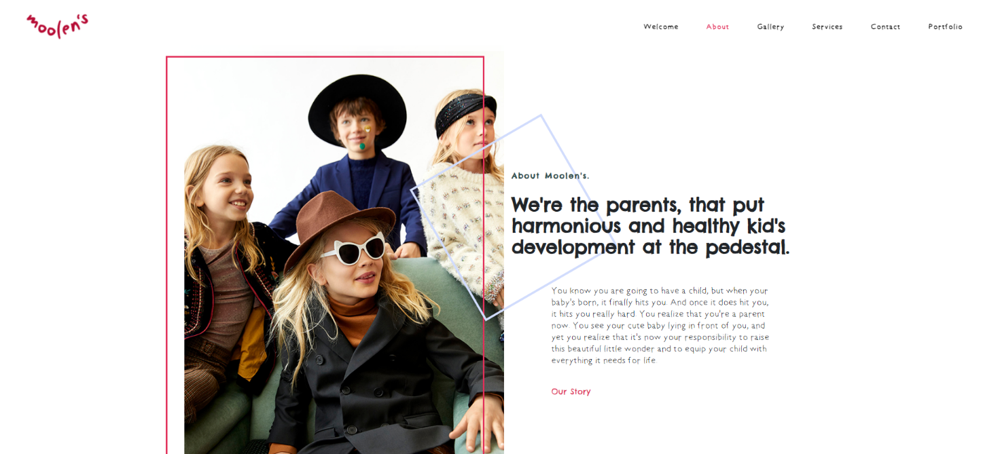 moolen's
Welcome About Gallery Services Contact Portfolio
About Moolen's.
We're the parents, that put
harmonious and healthy kid's
development at the pedestal.
You know you are going to have a child, but when your
baby's born, it finally hits you. And once it does hit you,
it hits you really hard. You realize that you're a parent
now. You see your cute baby lying in front of you, and
yet you realize that it's now your responsibility to raise
this beautiful little wonder and to equip your child with
everything it needs for life.
Our Story